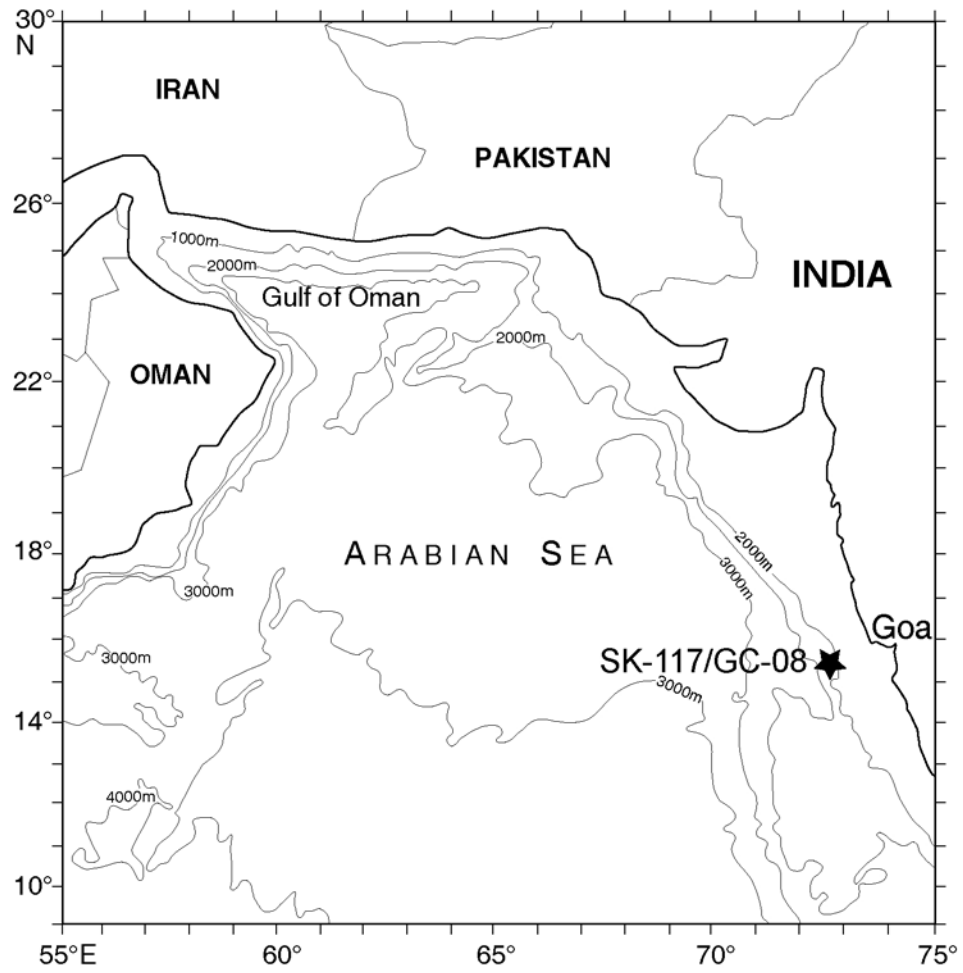 30°
N
IRAN
PAKISTAN
26°
1000m
2000m
INDIA
Gulf of Oman
2000m
OMAN
22°
18°
ARABIAN SEA
2000m
3000m
3000m
Goa
3000m
SK-117/GC-08
3000m
14°
4000m
10°
55°E
60°
65°
70°
75°